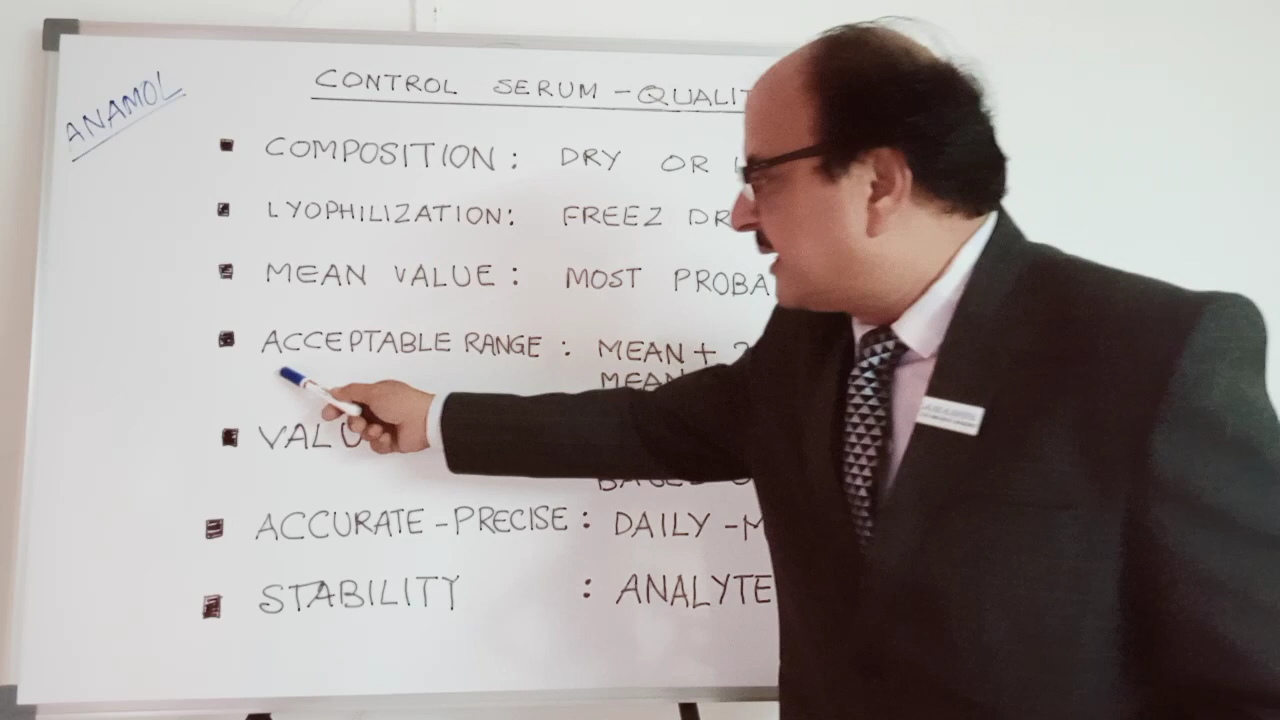 ANAMOL
CONTROL SERUM - QUALIT
COMPOSITION: DRY OR
LYOPHILIZATION: FREEZ DR
MEAN VALUE: MOST PROBA
ACCEPTABLE RANGE: MEAN +
MEAN
VALU
BASED
ACCURATE-PRECISE: DAILY -M
STABILITY : ANALYTE